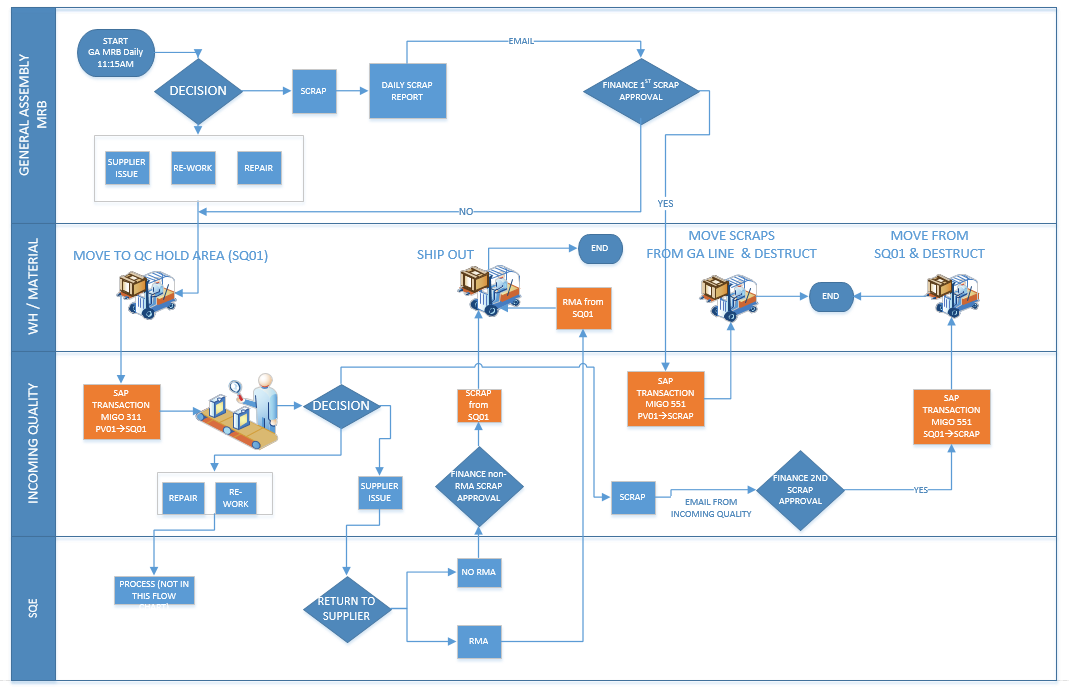 GENERAL ASSEMBLY
MRB
START
GA MRB Daily
11:15AM
DECISION
SCRAP
DAILY SCRAP
REPORT
EMAIL
FINANCE 1ST SCRAP
APPROVAL
SUPPLIER
ISSUE
RE-WORK
REPAIR
NO
YES
WH / MATERIAL
MOVE TO QC HOLD AREA (SQ01)
SHIP OUT
END
RMA from
SQ01
MOVE SCRAPS
FROM GA LINE & DESTRUCT
END
MOVE FROM
SQ01 & DESTRUCT
INCOMING QUALITY
SAP
TRANSACTION
MIGO 311
PV01→SQ01
DECISION
REPAIR
RE-
WORK
SUPPLIER
ISSUE
SCRAP
from
SQ01
FINANCE non-
RMA SCRAP
APPROVAL
SAP
TRANSACTION
MIGO 551
PV01→SCRAP
SCRAP
EMAIL FROM
INCOMING QUALITY
FINANCE 2ND
SCRAP
APPROVAL
YES
SAP
TRANSACTION
MIGO 551
SQ01→SCRAP
SQE
PROCESS (NOT IN
THIS FLOW
RETURN TO
SUPPLIER
NO RMA
RMA